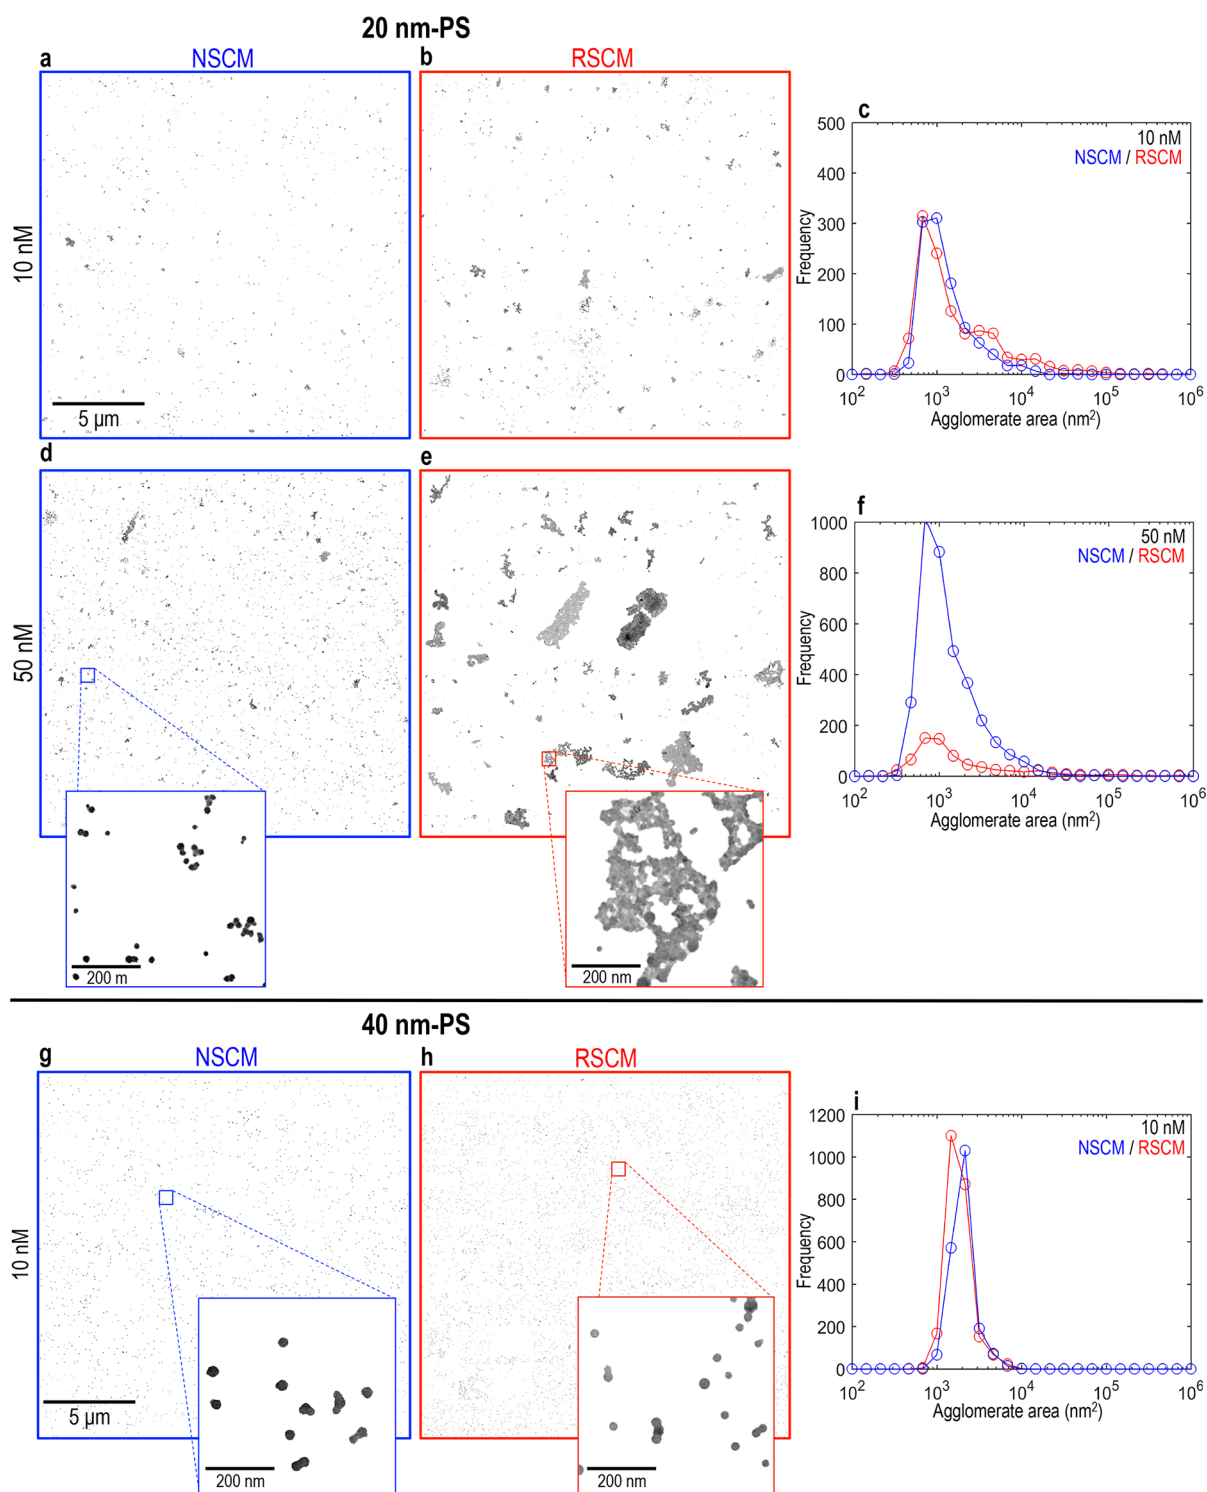 20 nm-PS
a NSCM
b RSCM
10 nM
5 µm
c
10 nM
NSCM / RSCM
Frequency
500
400
300
200
100
0
10² 10³ 10⁴ 10⁵ 10⁶
Agglomerate area (nm²)
d
e
50 nM
200 m
200 nm
f
50 nM
NSCM / RSCM
Frequency
1000
800
600
400
200
0
10² 10³ 10⁴ 10⁵ 10⁶
Agglomerate area (nm²)
40 nm-PS
g NSCM
h RSCM
10 nM
5 µm
200 nm
200 nm
i
10 nM
NSCM / RSCM
Frequency
1200
1000
800
600
400
200
0
10² 10³ 10⁴ 10⁵ 10⁶
Agglomerate area (nm²)